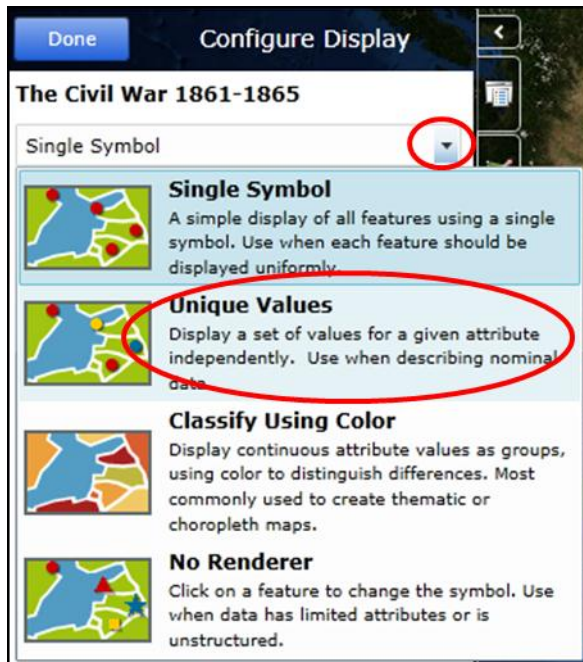 Done
Configure Display
The Civil War 1861-1865
Single Symbol
Single Symbol
A simple display of all features using a single
symbol. Use when each feature should be
displayed uniformly.
Unique Values
Display a set of values for a given attribute
independently. Use when describing nominal
data.
Classify Using Color
Display continuous attribute values as groups,
using color to distinguish differences. Most
commonly used to create thematic or
choropleth maps.
No Renderer
Click on a feature to change the symbol. Use
when data has limited attributes or is
unstructured.